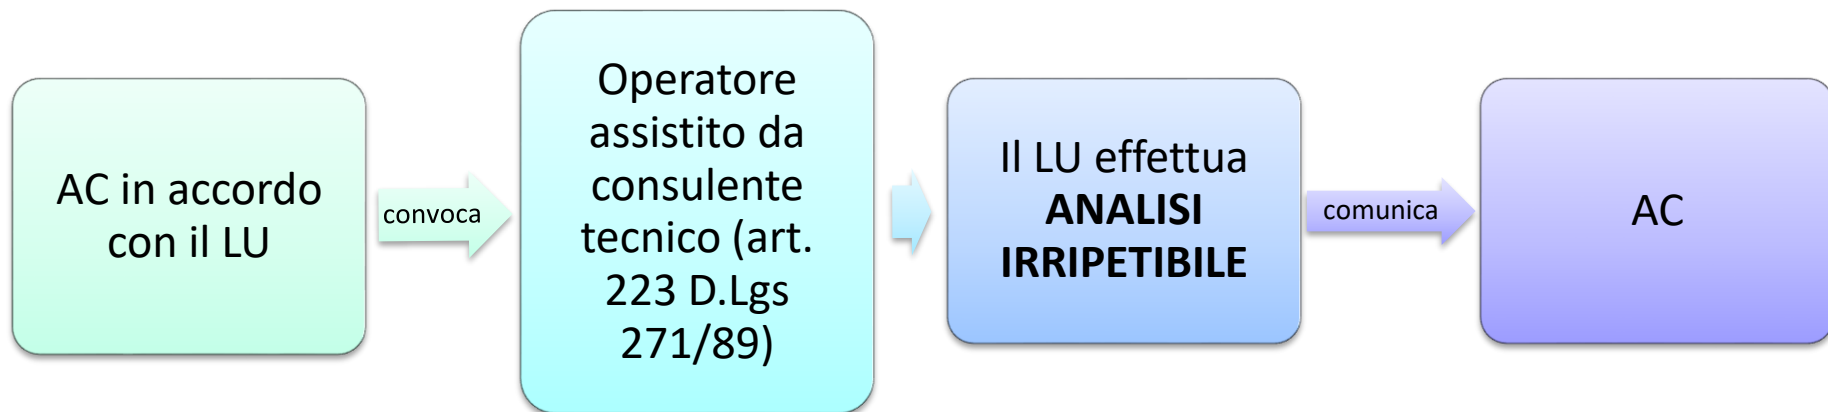 AC in accordo
con il LU
convoca
Operatore
assistito da
consulente
tecnico (art.
223 D.Lgs
271/89)
Il LU effettua
ANALISI
IRRIPETIBILE
comunica
AC